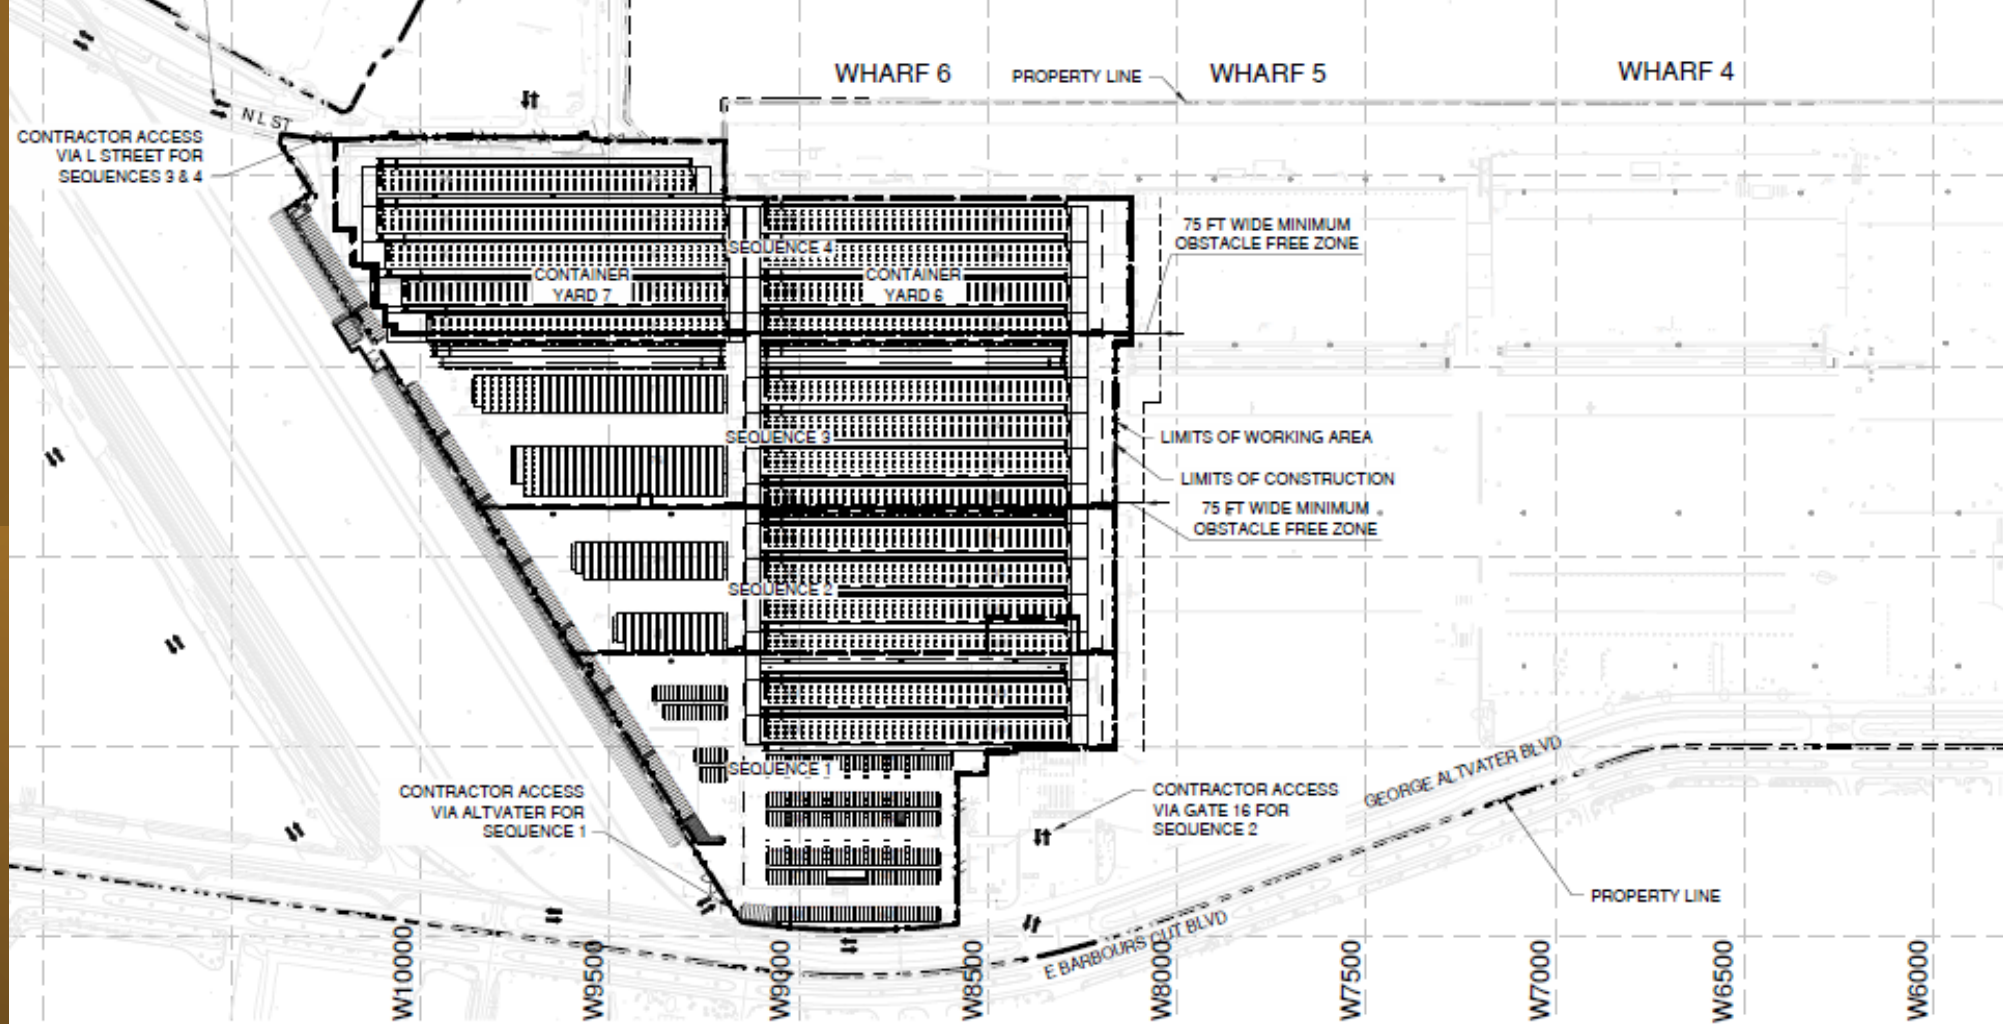 WHARF 6
PROPERTY LINE
WHARF 5
WHARF 4
N L ST
CONTRACTOR ACCESS
VIA L STREET FOR
SEQUENCES 3 & 4
75 FT WIDE MINIMUM
OBSTACLE FREE ZONE
SEQUENCE 4
CONTAINER
YARD 7
CONTAINER
YARD 6
SEQUENCE 3
LIMITS OF WORKING AREA
LIMITS OF CONSTRUCTION
75 FT WIDE MINIMUM
OBSTACLE FREE ZONE
SEQUENCE 2
SEQUENCE 1
CONTRACTOR ACCESS
VIA ALTVATER FOR
SEQUENCE 1
CONTRACTOR ACCESS
VIA GATE 16 FOR
SEQUENCE 2
GEORGE ALTVATER BLVD
PROPERTY LINE
E BARBOURS CUT BLVD
W10000
W9500
W9000
W8500
W8000
W7500
W7000
W6500
W6000